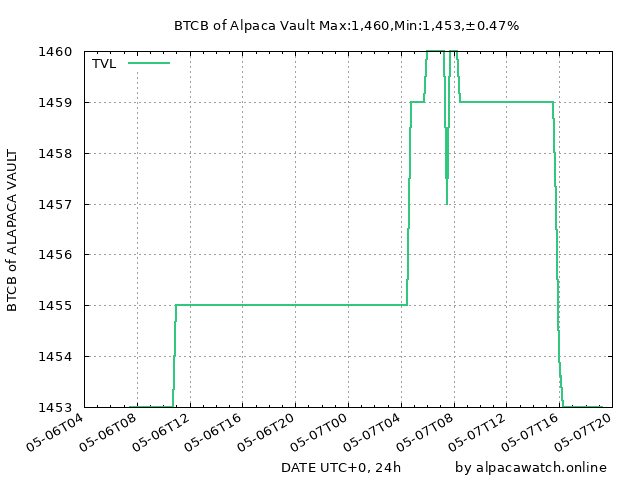 BTCB of Alpaca Vault Max:1,460,Min:1,453,±0.47%
TVL
1460
1459
1458
1457
1456
1455
1454
1453
BTCB of ALAPACA VAULT
05-06T04
05-06T08
05-06T12
05-06T16
05-06T20
05-07T00
05-07T04
05-07T08
05-07T12
05-07T16
05-07T20
DATE UTC+0, 24h
by alpacawatch.online